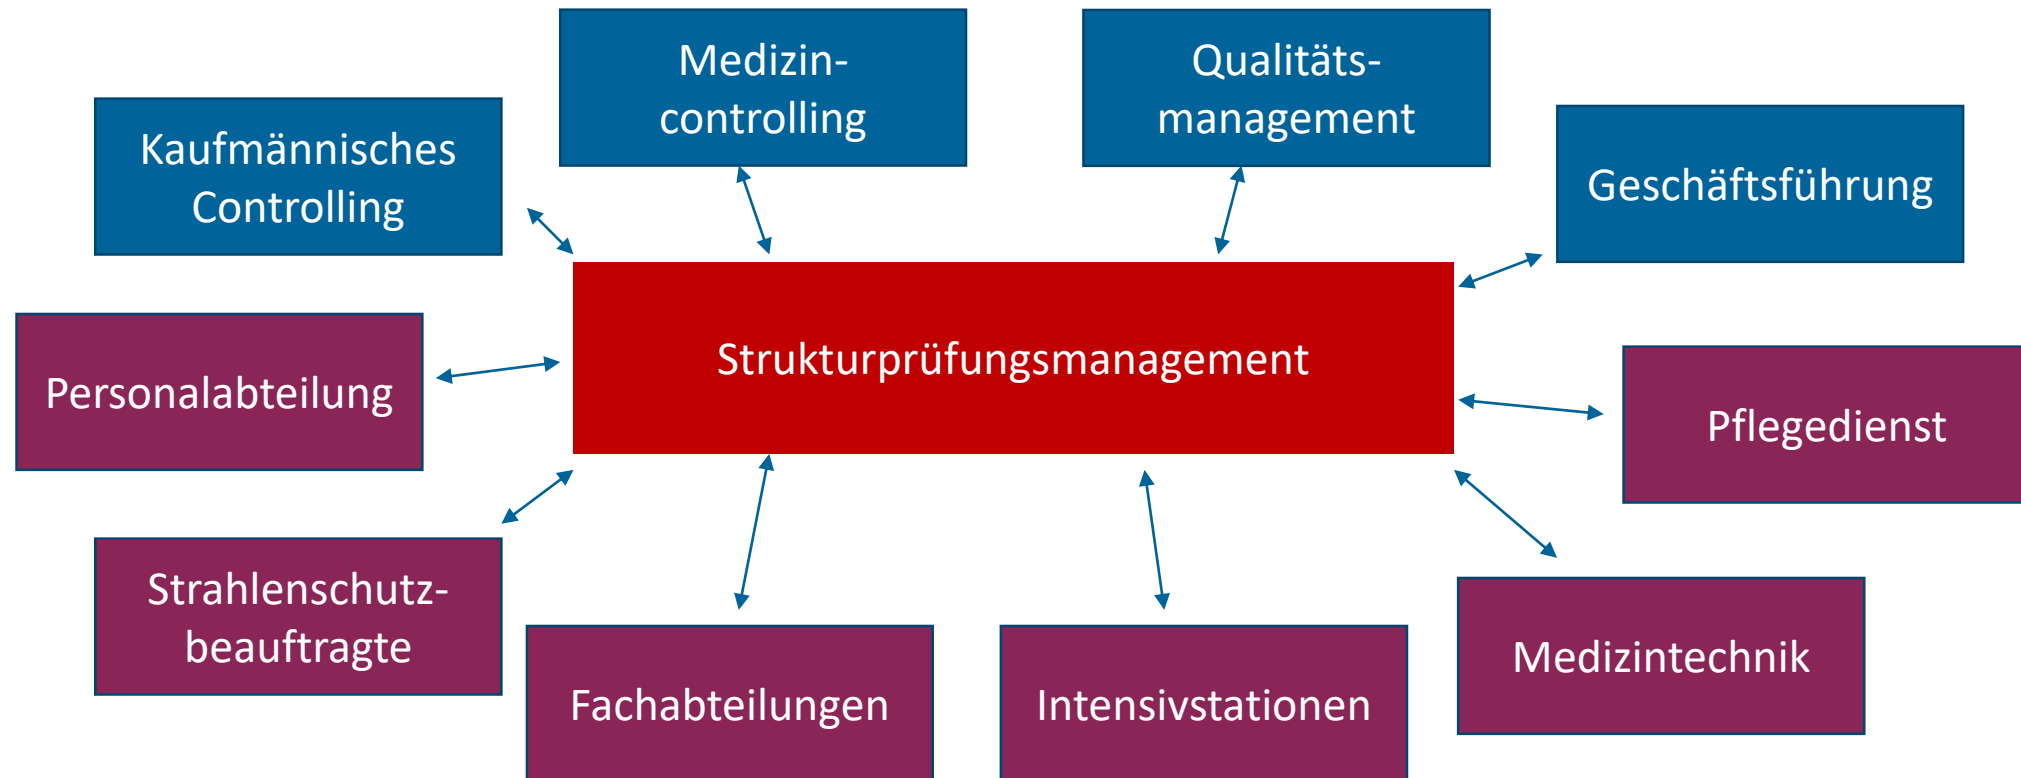 Medizin-
controlling
Qualitäts-
management
Kaufmännisches
Controlling
Geschäftsführung
Strukturprüfungsmanagement
Personalabteilung
Pflegedienst
Strahlenschutz-
beauftragte
Medizintechnik
Fachabteilungen
Intensivstationen